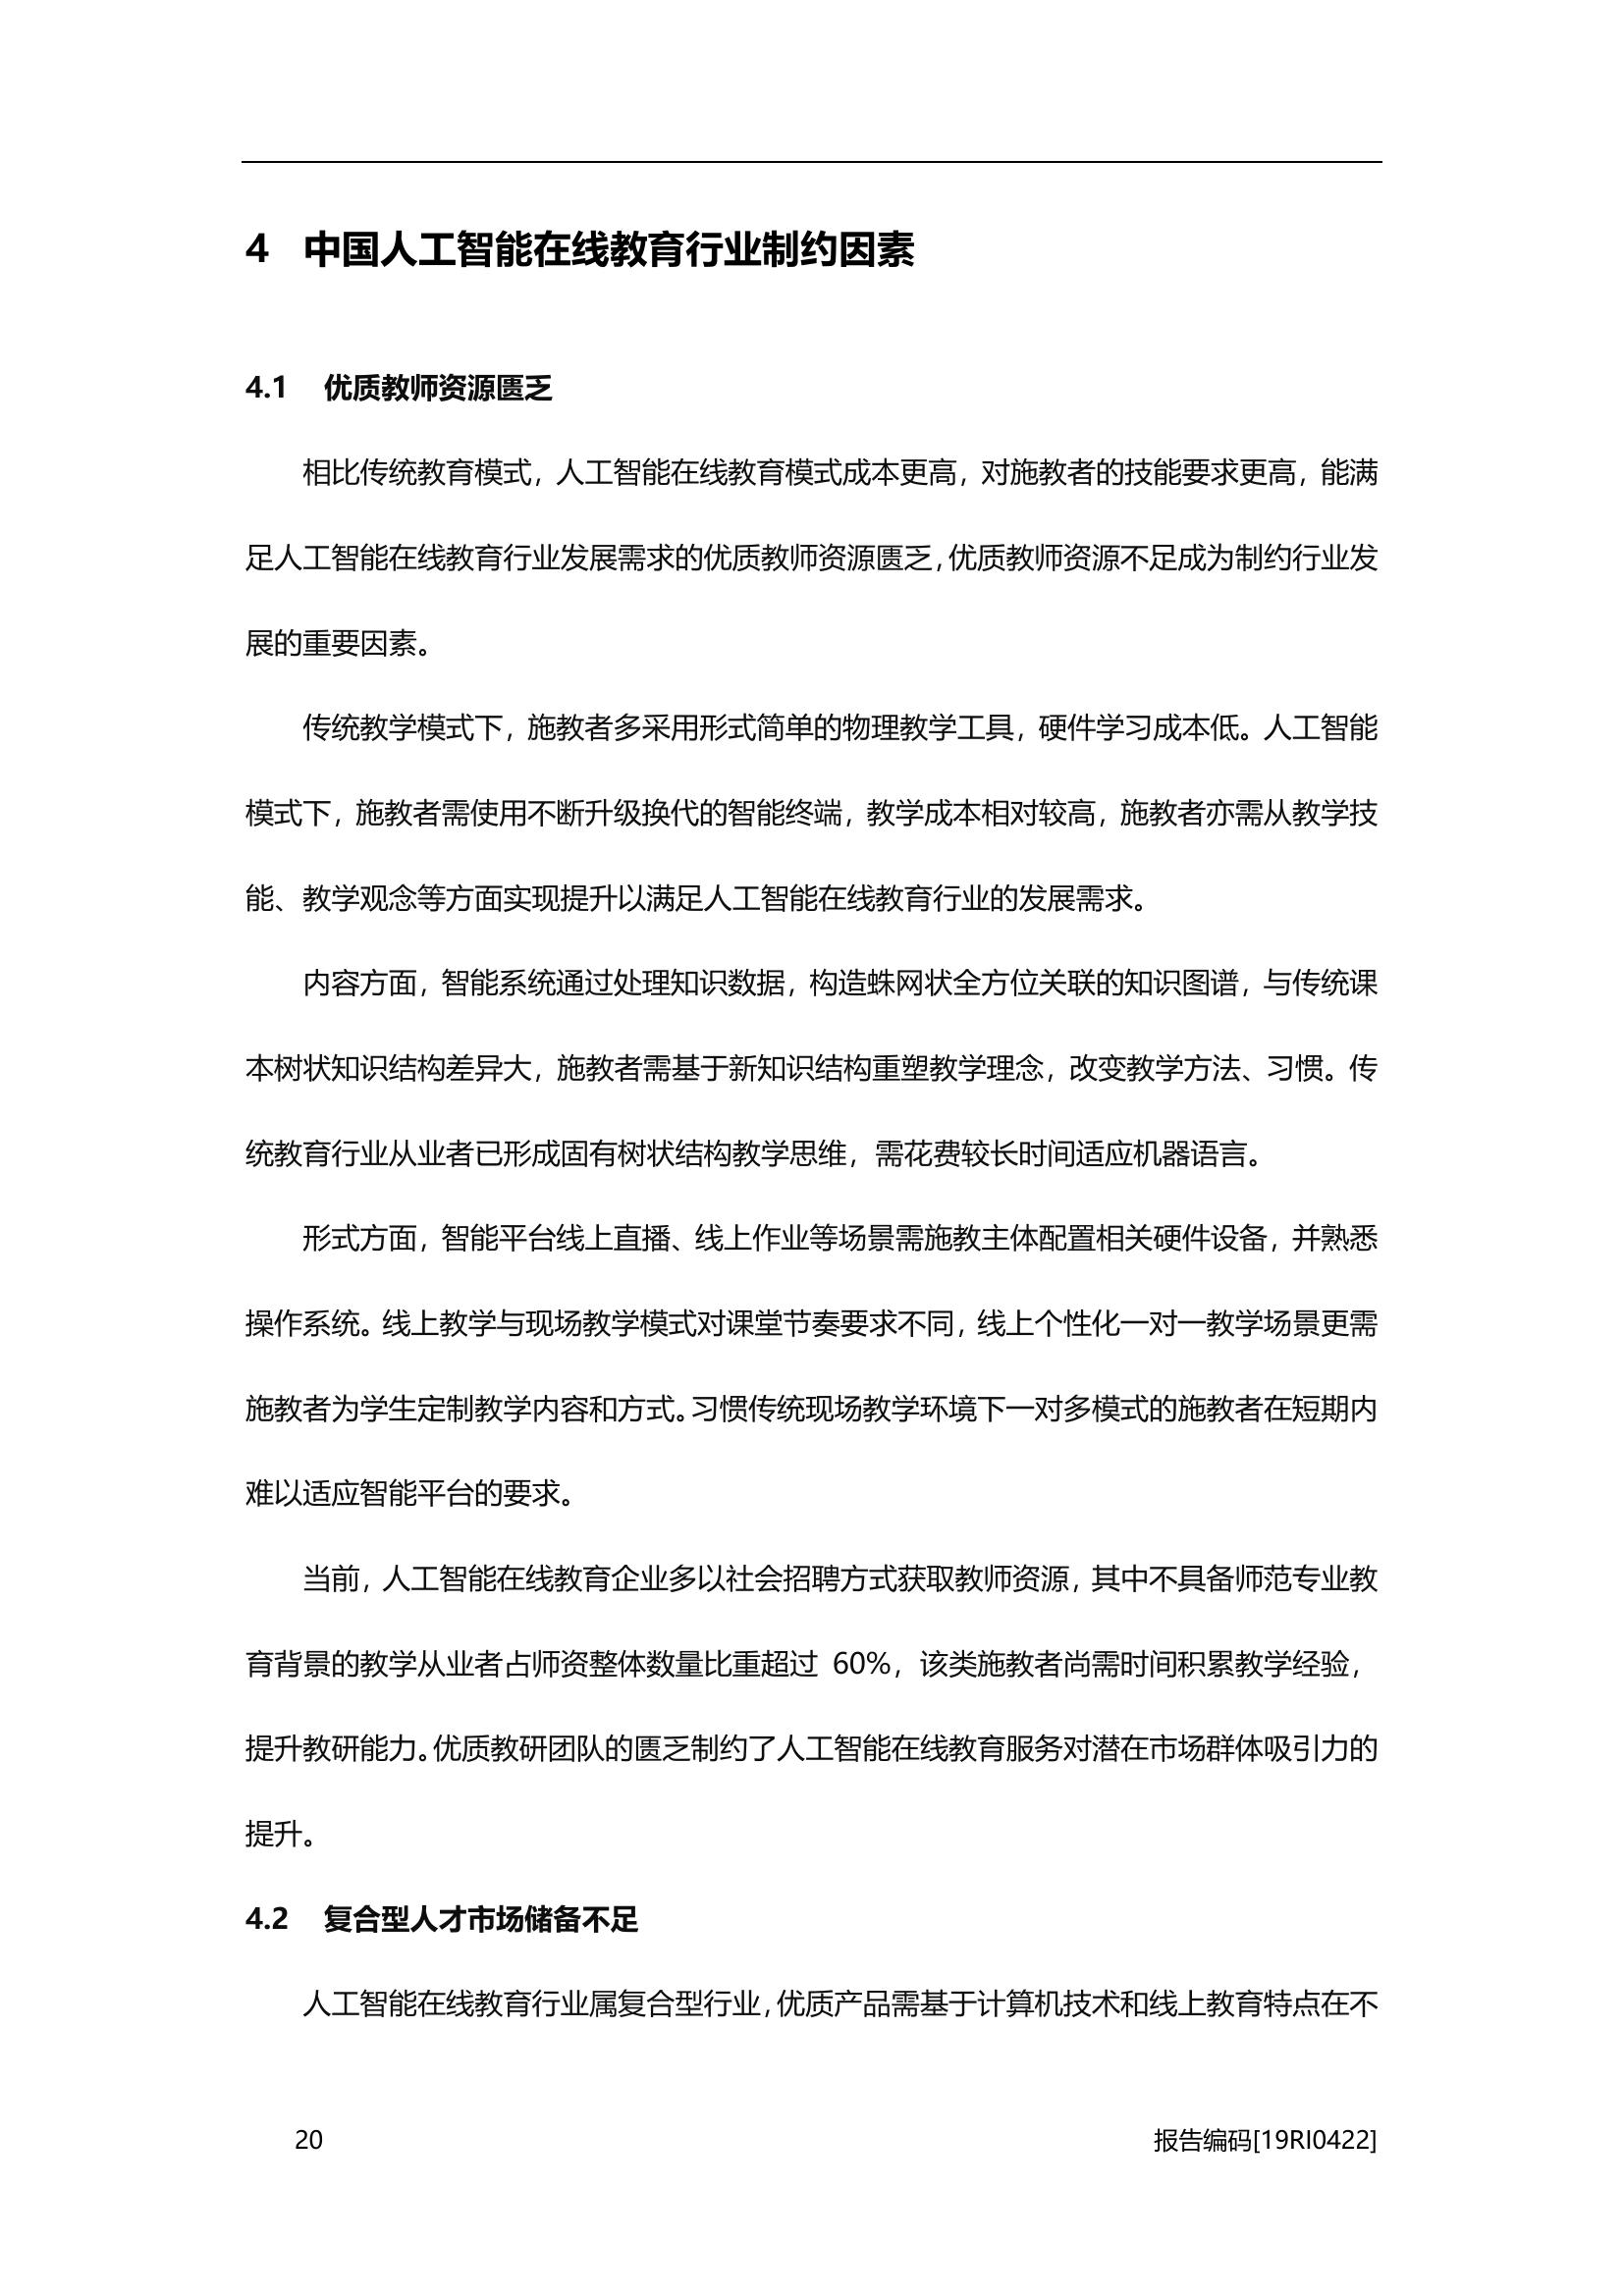 4 中国人工智能在线教育行业制约因素
4.1 优质教师资源匮乏
相比传统教育模式，人工智能在线教育模式成本更高，对施教者的技能要求更高，能满
足人工智能在线教育行业发展需求的优质教师资源匮乏，优质教师资源不足成为制约行业发
展的重要因素。
传统教学模式下，施教者多采用形式简单的物理教学工具，硬件学习成本低。人工智能
模式下，施教者需使用不断升级换代的智能终端，教学成本相对较高，施教者亦需从教学技
能、教学观念等方面实现提升以满足人工智能在线教育行业的发展需求。
内容方面，智能系统通过处理知识数据，构造蛛网状全方位关联的知识图谱，与传统课
本树状知识结构差异大，施教者需基于新知识结构重塑教学理念，改变教学方法、习惯。传
统教育行业从业者已形成固有树状结构教学思维，需花费较长时间适应机器语言。
形式方面，智能平台线上直播、线上作业等场景需施教主体配置相关硬件设备，并熟悉
操作系统。线上教学与现场教学模式对课堂节奏要求不同，线上个性化一对一教学场景更需
施教者为学生定制教学内容和方式。习惯传统现场教学环境下一对多模式的施教者在短期内
难以适应智能平台的要求。
当前，人工智能在线教育企业多以社会招聘方式获取教师资源，其中不具备师范专业教
育背景的教学从业者占师资整体数量比重超过 60%，该类施教者尚需时间积累教学经验，
提升教研能力。优质教研团队的匮乏制约了人工智能在线教育服务对潜在市场群体吸引力的
提升。
4.2 复合型人才市场储备不足
人工智能在线教育行业属复合型行业，优质产品需基于计算机技术和线上教育特点在不
20 报告编码[19RI0422]